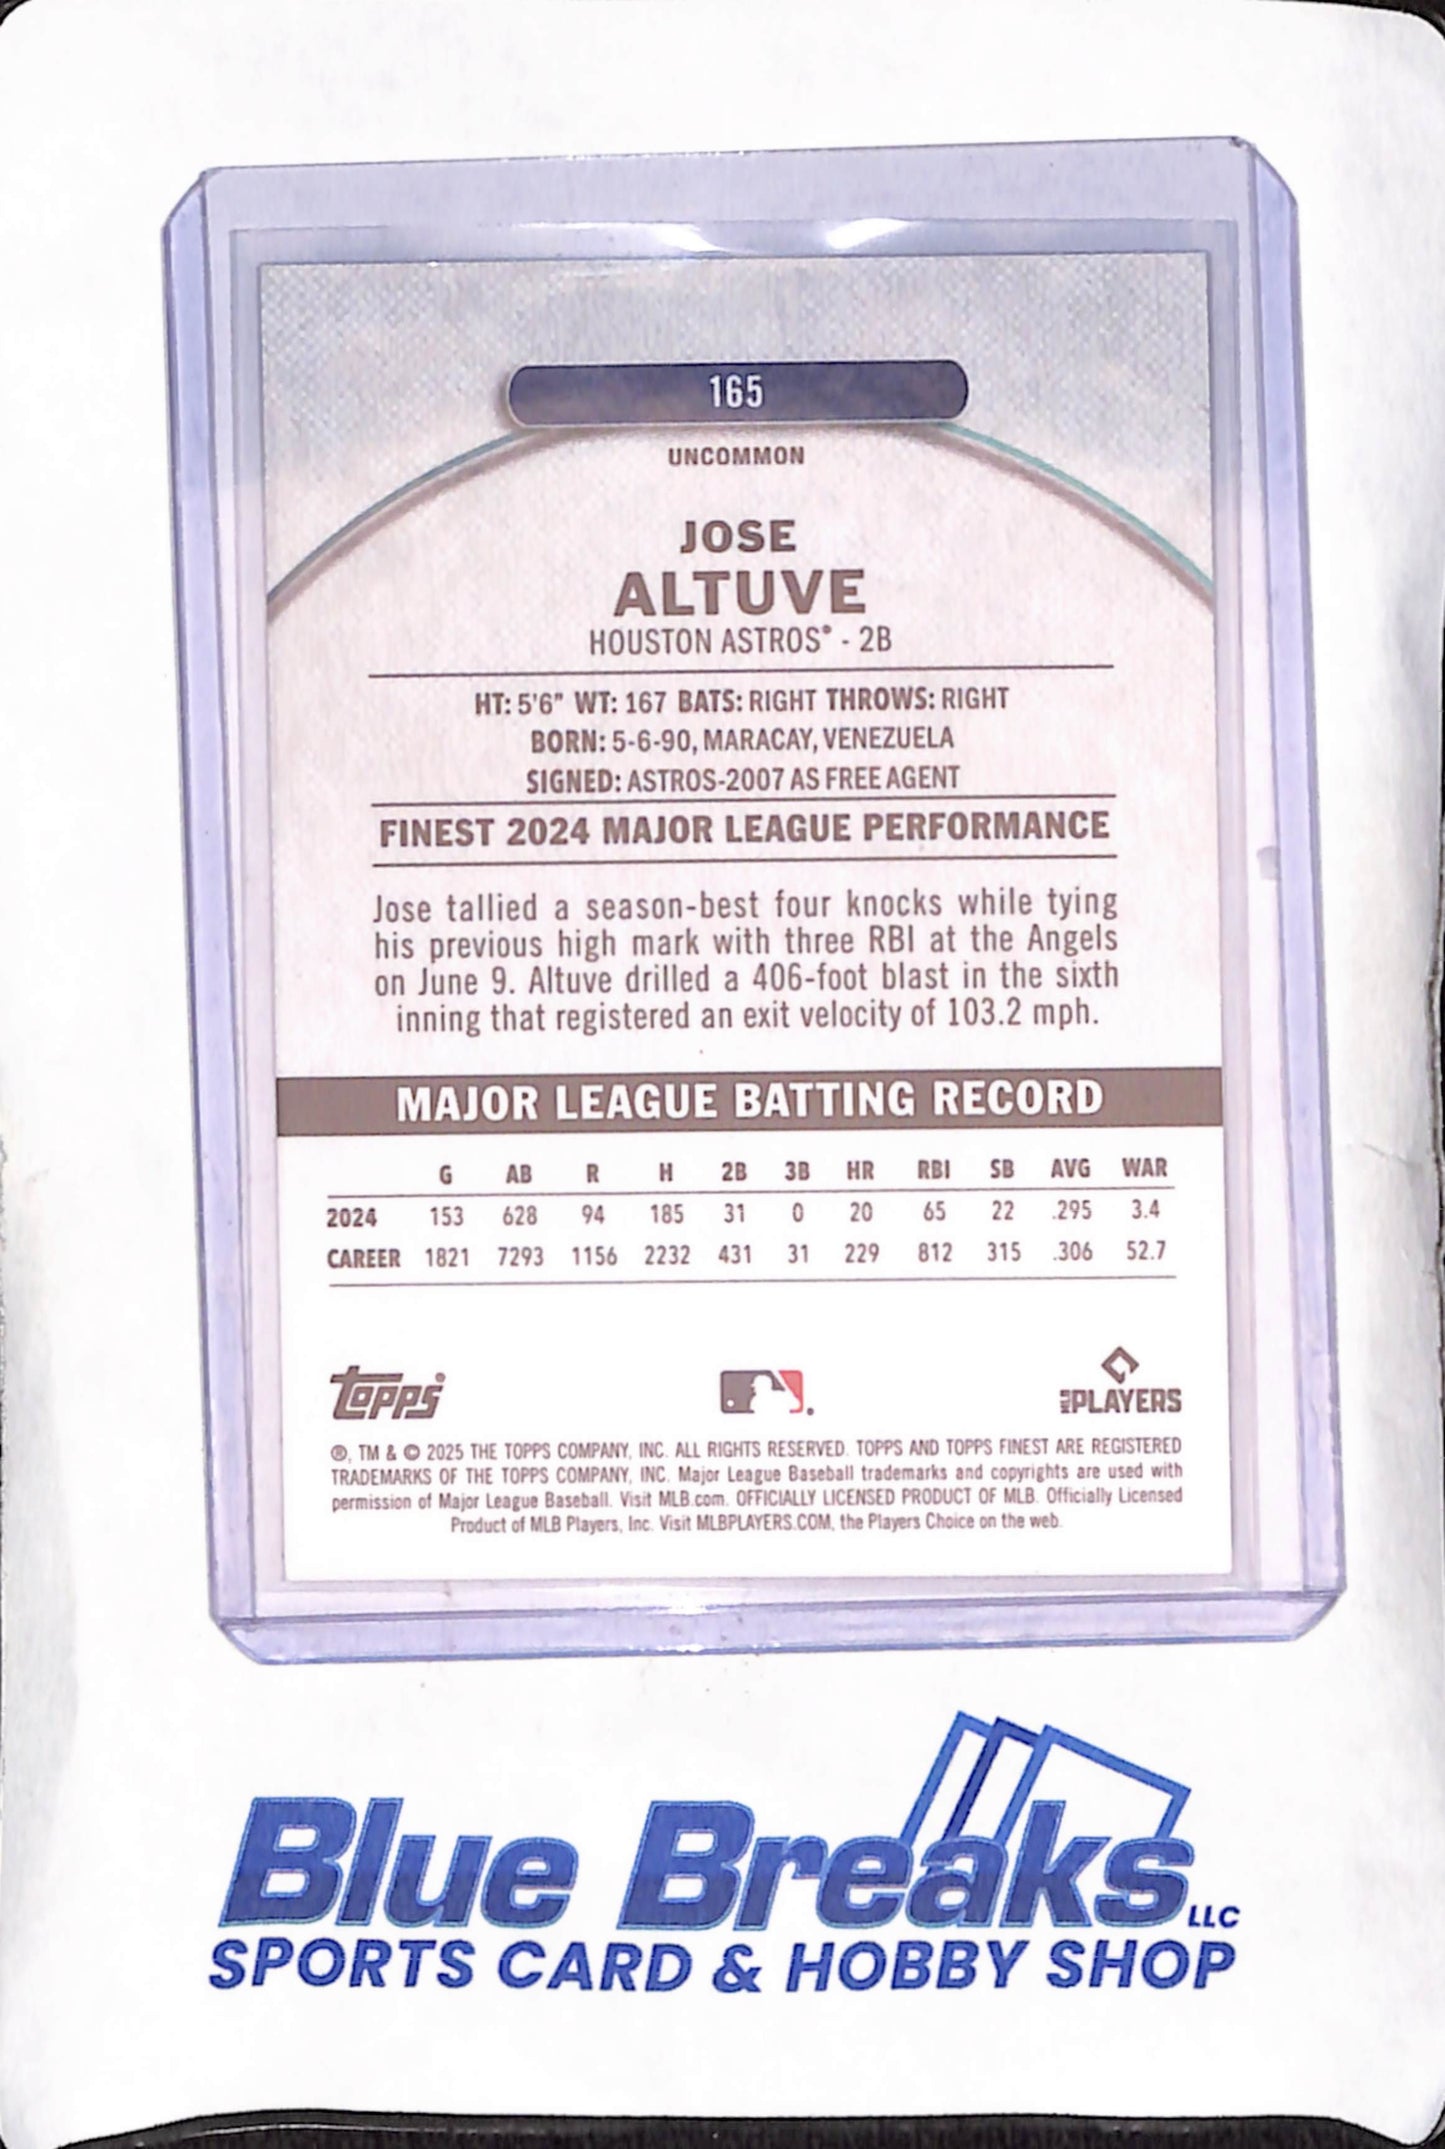 165
UNCOMMON
JOSE
ALTUVE
HOUSTON ASTROS® - 2B
HT: 5'6" WT: 167 BATS: RIGHT THROWS: RIGHT
BORN: 5-6-90, MARACAY, VENEZUELA
SIGNED: ASTROS-2007 AS FREE AGENT
FINEST 2024 MAJOR LEAGUE PERFORMANCE
Jose tallied a season-best four knocks while tying
his previous high mark with three RBI at the Angels
on June 9. Altuve drilled a 406-foot blast in the sixth
inning that registered an exit velocity of 103.2 mph.
MAJOR LEAGUE BATTING RECORD
G AB R H 2B 3B HR RBI SB AVG WAR
2024 153 628 94 185 31 0 20 65 22 .295 3.4
CAREER 1821 7293 1156 2232 431 31 229 812 315 .306 52.7
topps
MLB PLAYERS
®, TM & © 2025 THE TOPPS COMPANY, INC. ALL RIGHTS RESERVED. TOPPS AND TOPPS FINEST ARE REGISTERED
TRADEMARKS OF THE TOPPS COMPANY, INC. Major League Baseball trademarks and copyrights are used with
permission of Major League Baseball. Visit MLB.com. OFFICIALLY LICENSED PRODUCT OF MLB. Officially Licensed
Product of MLB Players, Inc. Visit MLBPLAYERS.COM, the Players Choice on the web.
Blue Breaks LLC
SPORTS CARD & HOBBY SHOP